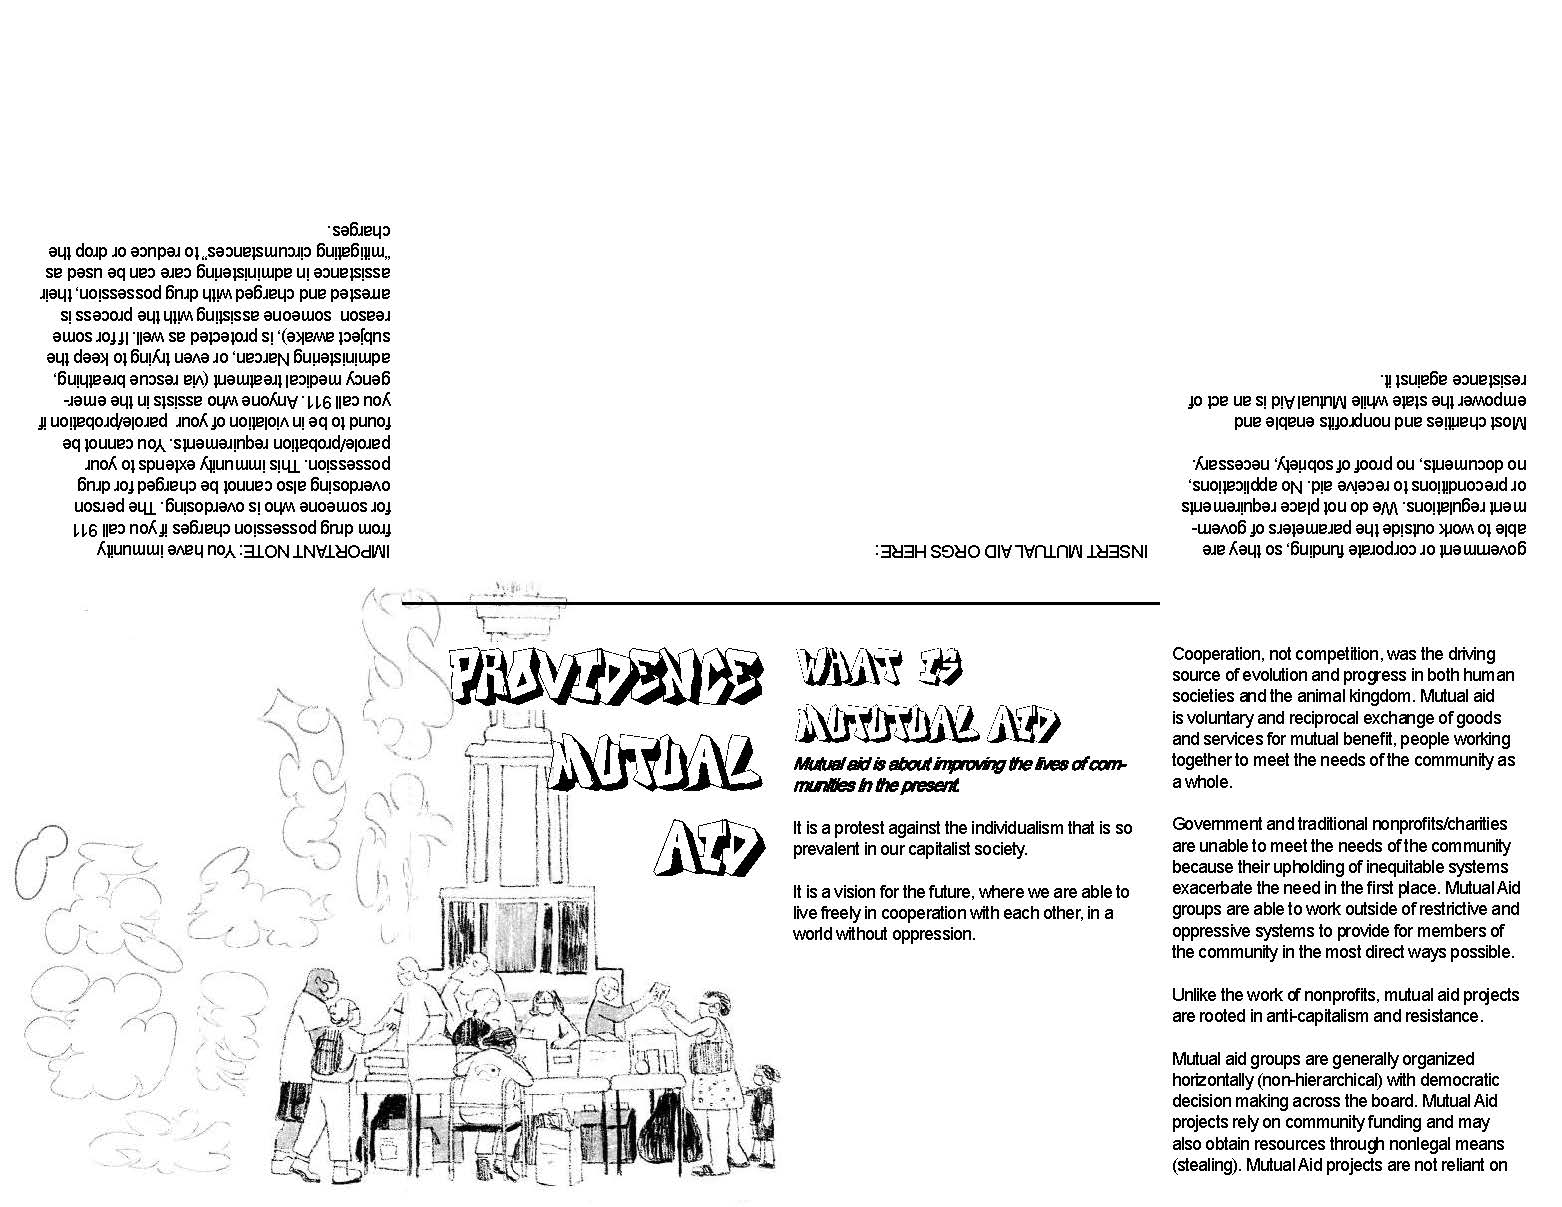 PROVIDENCE
MUTUAL
AID
WHAT IS
MUTUTUAL AID
Mutual aid is about improving the lives of com-
munities in the present.
It is a protest against the individualism that is so
prevalent in our capitalist society.
It is a vision for the future, where we are able to
live freely in cooperation with each other, in a
world without oppression.
Cooperation, not competition, was the driving
source of evolution and progress in both human
societies and the animal kingdom. Mutual aid
is voluntary and reciprocal exchange of goods
and services for mutual benefit, people working
together to meet the needs of the community as
a whole.
Government and traditional nonprofits/charities
are unable to meet the needs of the community
because their upholding of inequitable systems
exacerbate the need in the first place. Mutual Aid
groups are able to work outside of restrictive and
oppressive systems to provide for members of
the community in the most direct ways possible.
Unlike the work of nonprofits, mutual aid projects
are rooted in anti-capitalism and resistance.
Mutual aid groups are generally organized
horizontally (non-hierarchical) with democratic
decision making across the board. Mutual Aid
projects rely on community funding and may
also obtain resources through nonlegal means
(stealing). Mutual Aid projects are not reliant on
government or corporate funding, so they are
able to work outside the parameters of govern-
ment regulations. We do not place requirements
or preconditions to receive aid. No applications,
no documents, no proof of sobriety, necessary.
Most charities and nonprofits enable and
empower the state while Mutual Aid is an act of
resistance against it.
INSERT MUTUAL AID ORGS HERE:
IMPORTANT NOTE: You have immunity
from drug possession charges if you call 911
for someone who is overdosing. The person
overdosing also cannot be charged for drug
possession. This immunity extends to your
parole/probation requirements. You cannot be
found to be in violation of your parole/probation if
you call 911. Anyone who assists in the emer-
gency medical treatment (via rescue breathing,
administering Narcan, or even trying to keep the
subject awake), is protected as well. If for some
reason someone assisting with the process is
arrested and charged with drug possession, their
assistance in administering care can be used as
“mitigating circumstances” to reduce or drop the
charges.